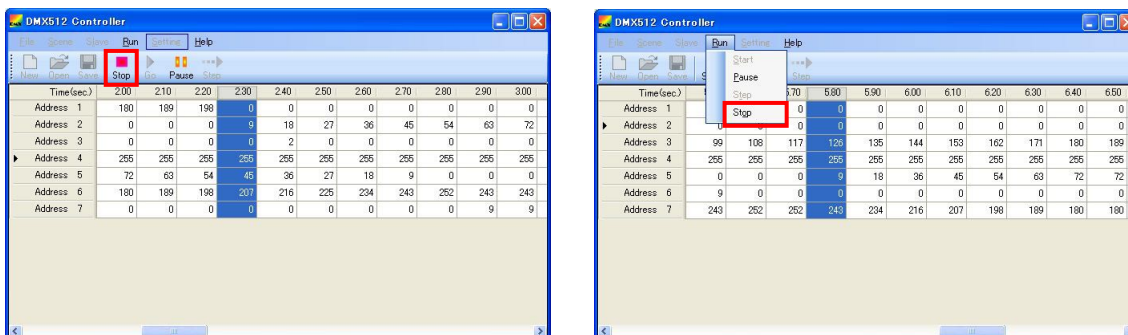 DMX512 Controller
File Scene Slave Run Setting Help
New Open Save Stop Go Pause Step
Time(sec.) 2.00 2.10 2.20 2.30 2.40 2.50 2.60 2.70 2.80 2.90 3.00
Address 1 180 189 198 0 0 0 0 0 0 0 0
Address 2 0 0 0 9 18 27 36 45 54 63 72
Address 3 0 0 0 0 2 0 0 0 0 0 0
Address 4 255 255 255 255 255 255 255 255 255 255 255
Address 5 72 63 54 45 36 27 18 9 0 0 0
Address 6 180 189 198 207 216 225 234 243 252 243 243
Address 7 0 0 0 0 0 0 0 0 0 9 9
DMX512 Controller
File Scene Slave Run Setting Help
New Open Save Step
Start
Pause
Step
Stop
Time(sec.) 5.80 5.90 6.00 6.10 6.20 6.30 6.40 6.50
Address 1 0 0 0 0 0 0 0 0 0
Address 2 0 0 0 0 0 0 0 0 0 0 0
Address 3 99 108 117 126 135 144 153 162 171 180 189
Address 4 255 255 255 255 255 255 255 255 255 255 255
Address 5 0 0 0 9 18 36 45 54 63 72 72
Address 6 9 0 0 0 0 0 0 0 0 0 0
Address 7 243 252 252 243 234 216 207 198 189 180 180